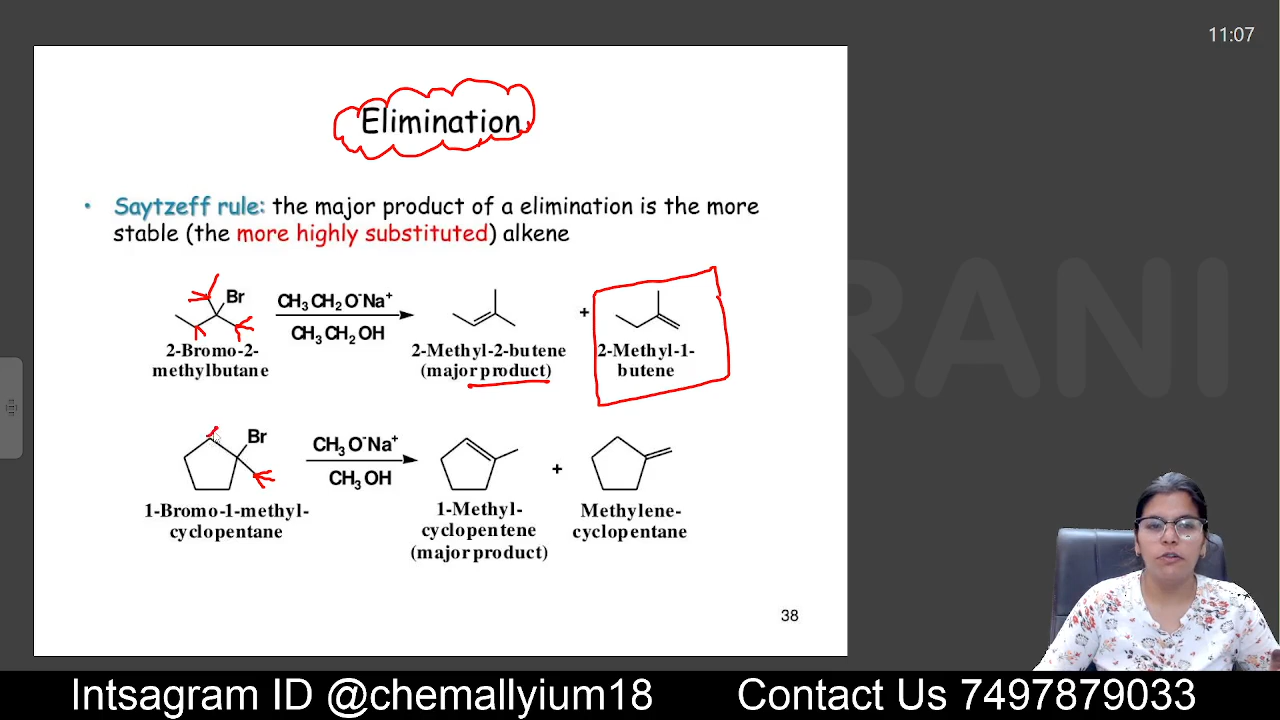 11:07
Elimination
• Saytzeff rule: the major product of a elimination is the more
stable (the more highly substituted) alkene
Br
CH₃CH₂O⁻Na⁺
CH₃CH₂OH
+
2-Bromo-2-
methylbutane
2-Methyl-2-butene
(major product)
2-Methyl-1-
butene
Br
CH₃O⁻Na⁺
CH₃OH
+
1-Bromo-1-methyl-
cyclopentane
1-Methyl-
cyclopentene
(major product)
Methylene-
cyclopentane
38
RANI
Intsagram ID @chemallyium18
Contact Us 7497879033